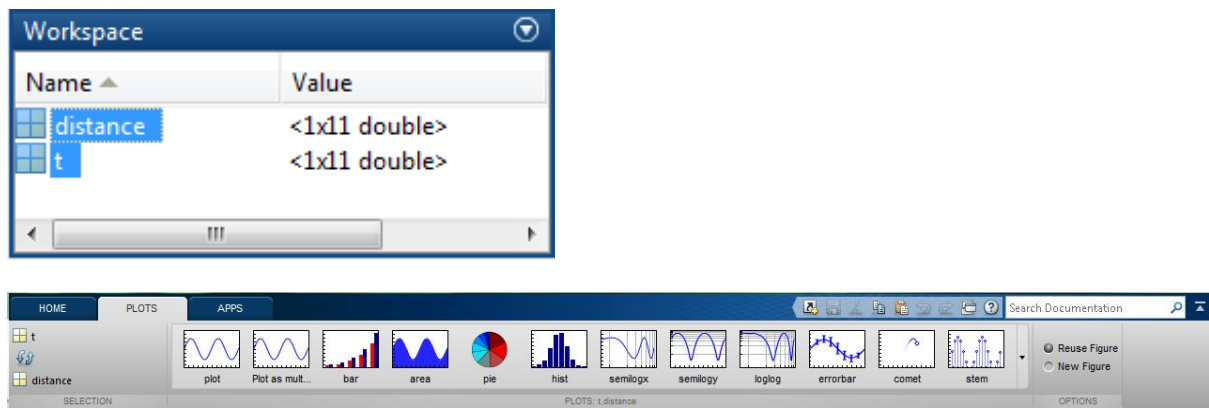 Workspace
Name Value
distance <1x11 double>
t <1x11 double>
HOME PLOTS APPS Search Documentation
t
distance
plot Plot as mult... bar area pie hist semilogx semilogy loglog errorbar comet stem
Reuse Figure
New Figure
SELECTION PLOTS: t,distance OPTIONS